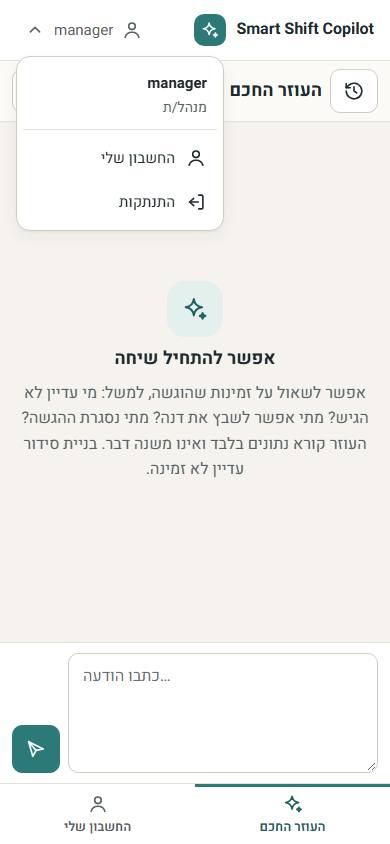 Smart Shift Copilot
manager
העוזר החכם
manager
מנהל/ת
החשבון שלי
התנתקות
אפשר להתחיל שיחה
אפשר לשאול על זמינות שהוגשה, למשל: מי עדיין לא
הגיש? מתי אפשר לשבץ את דנה? מתי נסגרת ההגשה?
העוזר קורא נתונים בלבד ואינו משנה דבר. בניית סידור
עדיין לא זמינה.
כתבו הודעה…
העוזר החכם
החשבון שלי